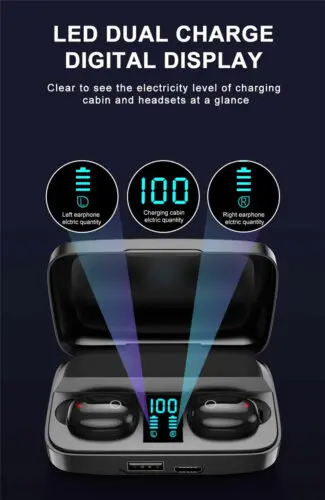 LED DUAL CHARGE
DIGITAL DISPLAY
Clear to see the electricity level of charging
cabin and headsets at a glance
L
Left earphone
elctric quantity
100
Charging cabin
elctric quantity
R
Right earphone
elctric quantity
100
L R